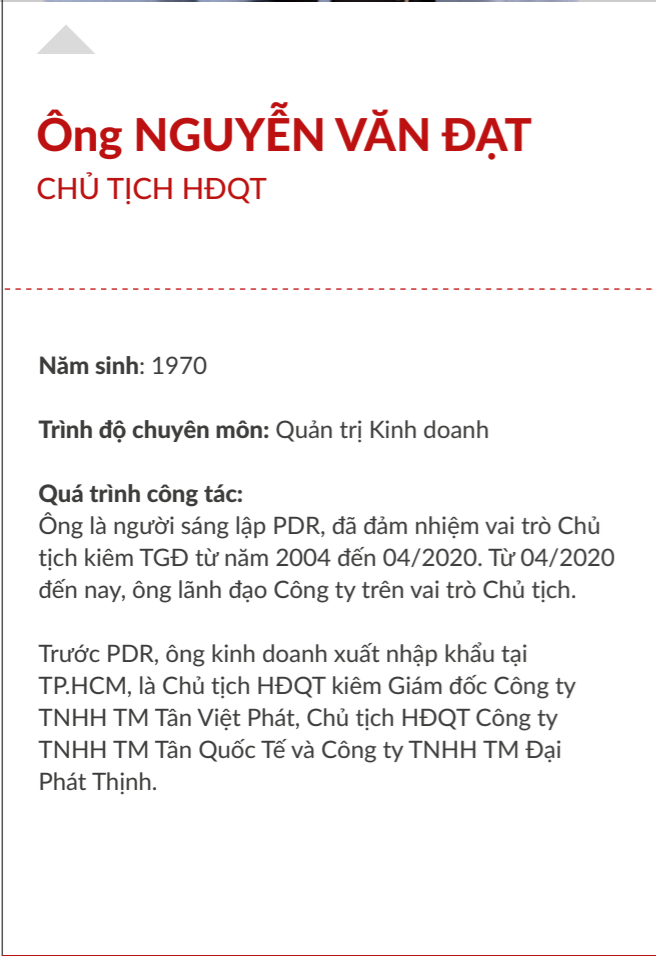 Ông NGUYỄN VĂN ĐẠT
CHỦ TỊCH HĐQT
Năm sinh: 1970
Trình độ chuyên môn: Quản trị Kinh doanh
Quá trình công tác:
Ông là người sáng lập PDR, đã đảm nhiệm vai trò Chủ
tịch kiêm TGĐ từ năm 2004 đến 04/2020. Từ 04/2020
đến nay, ông lãnh đạo Công ty trên vai trò Chủ tịch.
Trước PDR, ông kinh doanh xuất nhập khẩu tại
TP.HCM, là Chủ tịch HĐQT kiêm Giám đốc Công ty
TNHH TM Tân Việt Phát, Chủ tịch HĐQT Công ty
TNHH TM Tân Quốc Tế và Công ty TNHH TM Đại
Phát Thịnh.